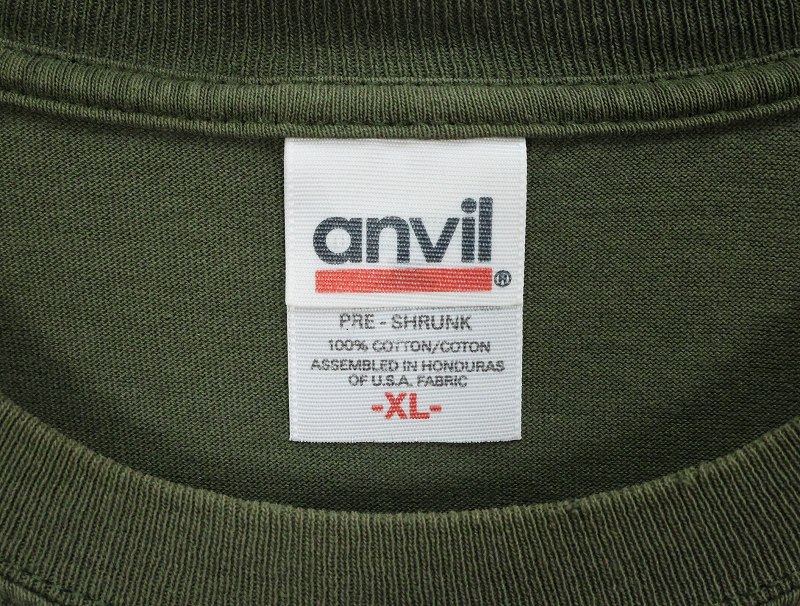 anvil®
PRE - SHRUNK
100% COTTON/COTON
ASSEMBLED IN HONDURAS
OF U.S.A. FABRIC
-XL-